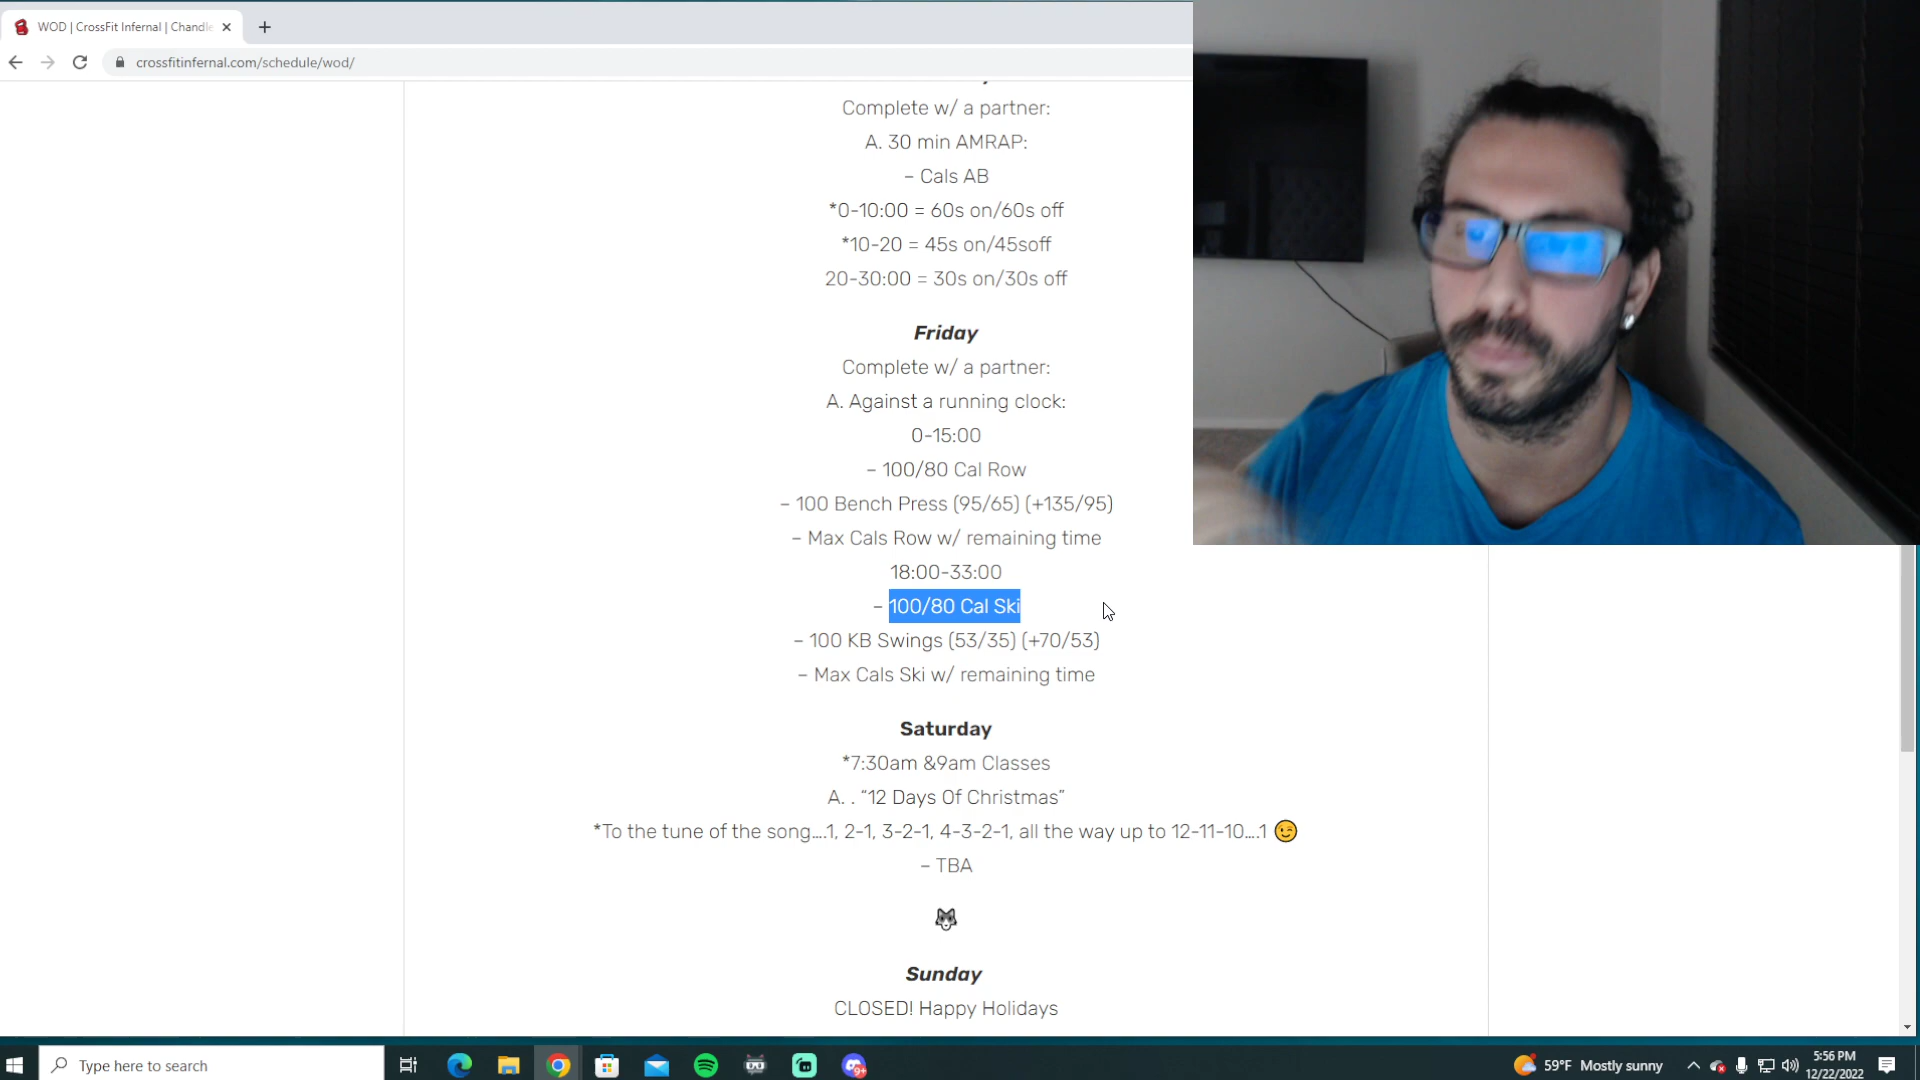 WOD | CrossFit Infernal | Chandle
crossfitinfernal.com/schedule/wod/
Complete w/ a partner:
A. 30 min AMRAP:
– Cals AB
*0-10:00 = 60s on/60s off
*10-20 = 45s on/45soff
20-30:00 = 30s on/30s off
Friday
Complete w/ a partner:
A. Against a running clock:
0-15:00
– 100/80 Cal Row
– 100 Bench Press (95/65) (+135/95)
– Max Cals Row w/ remaining time
18:00-33:00
– 100/80 Cal Ski
– 100 KB Swings (53/35) (+70/53)
– Max Cals Ski w/ remaining time
Saturday
*7:30am &9am Classes
A. . “12 Days Of Christmas”
*To the tune of the song….1, 2-1, 3-2-1, 4-3-2-1, all the way up to 12-11-10….1 😉
– TBA
Sunday
CLOSED! Happy Holidays
Type here to search
9+
59°F Mostly sunny
5:56 PM
12/22/2022